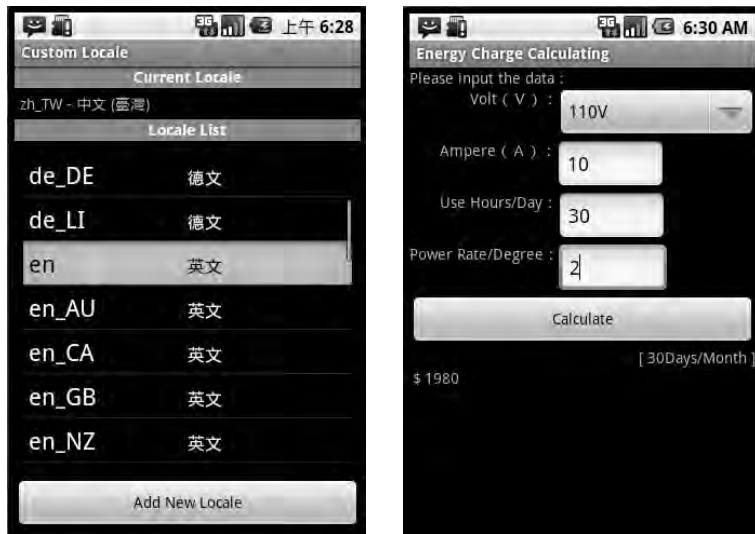 3G 上午 6:28
Custom Locale
Current Locale
zh_TW - 中文 (臺灣)
Locale List
de_DE 德文
de_LI 德文
en 英文
en_AU 英文
en_CA 英文
en_GB 英文
en_NZ 英文
Add New Locale
3G 6:30 AM
Energy Charge Calculating
Please input the data :
Volt ( V ) : 110V
Ampere ( A ) : 10
Use Hours/Day : 30
Power Rate/Degree : 2
Calculate
[ 30Days/Month ]
$ 1980